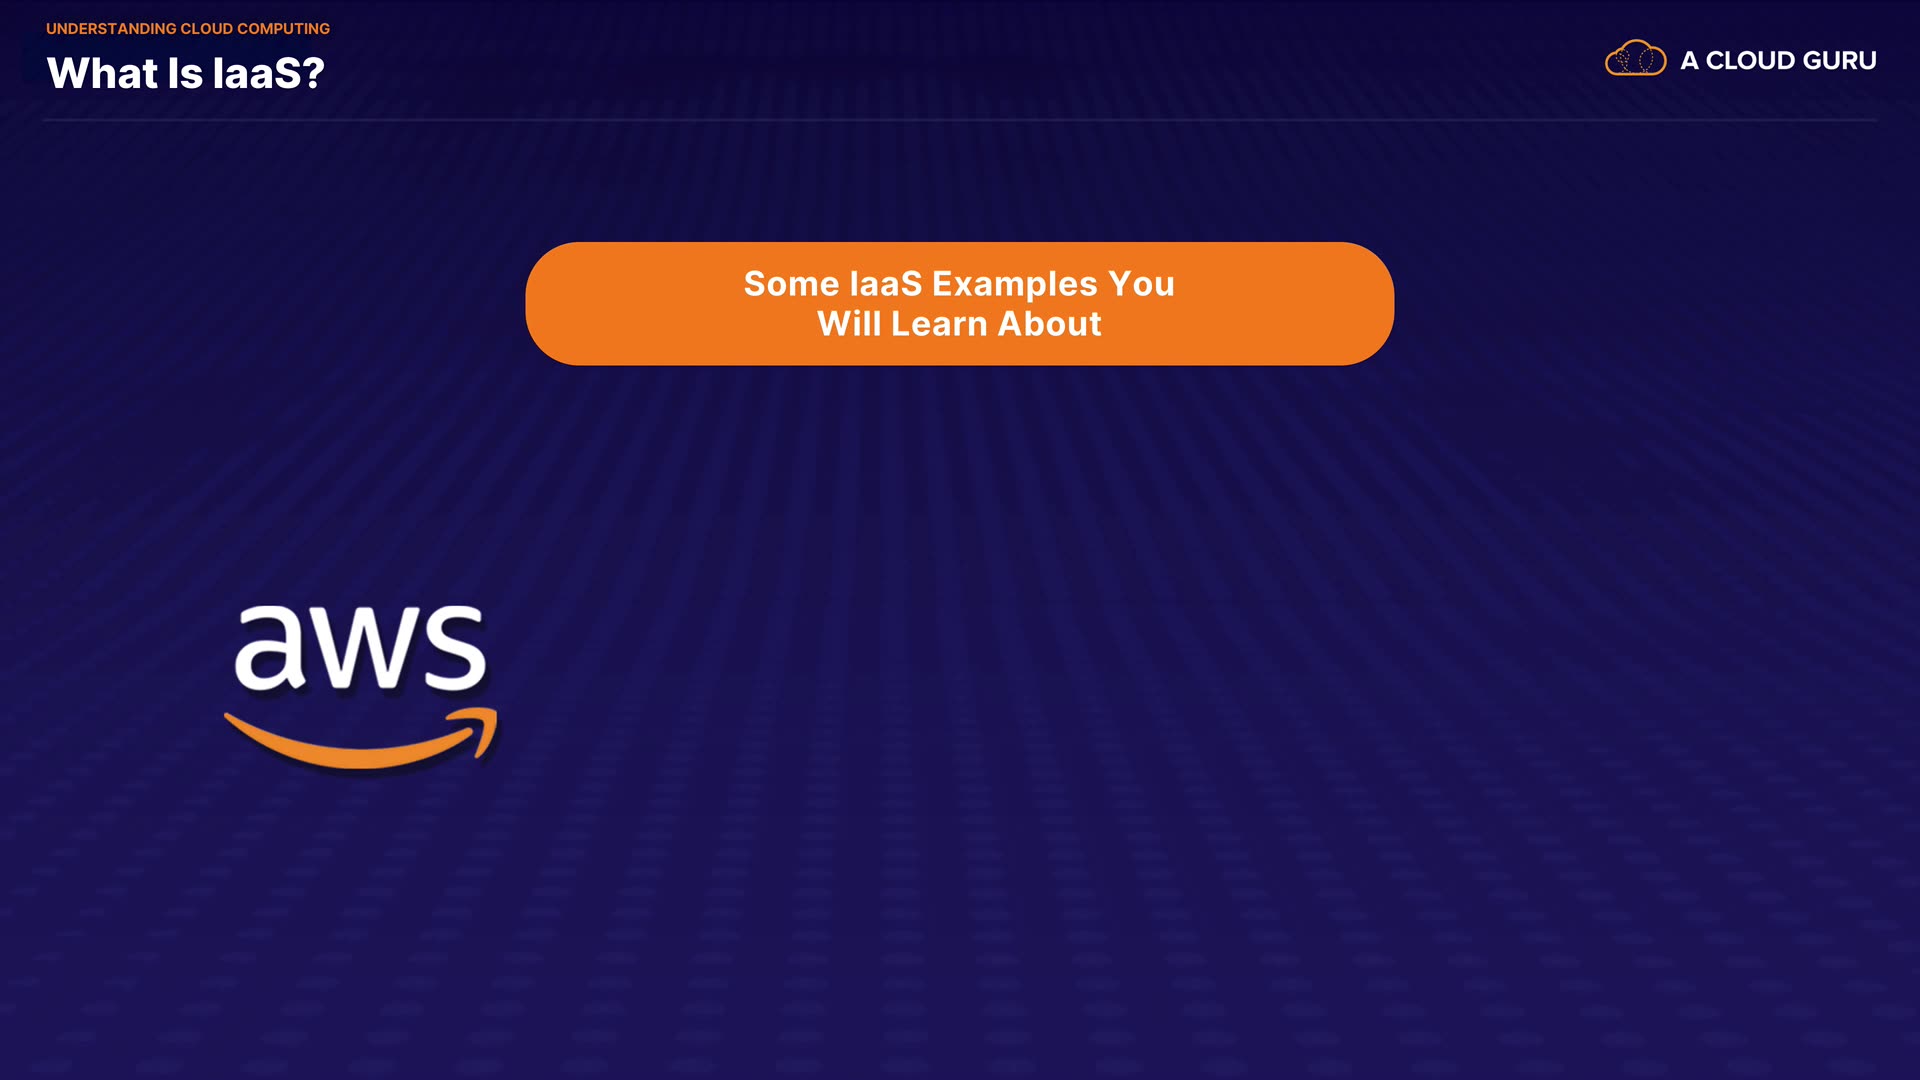 UNDERSTANDING CLOUD COMPUTING
What Is IaaS?
A CLOUD GURU
Some IaaS Examples You
Will Learn About
aws